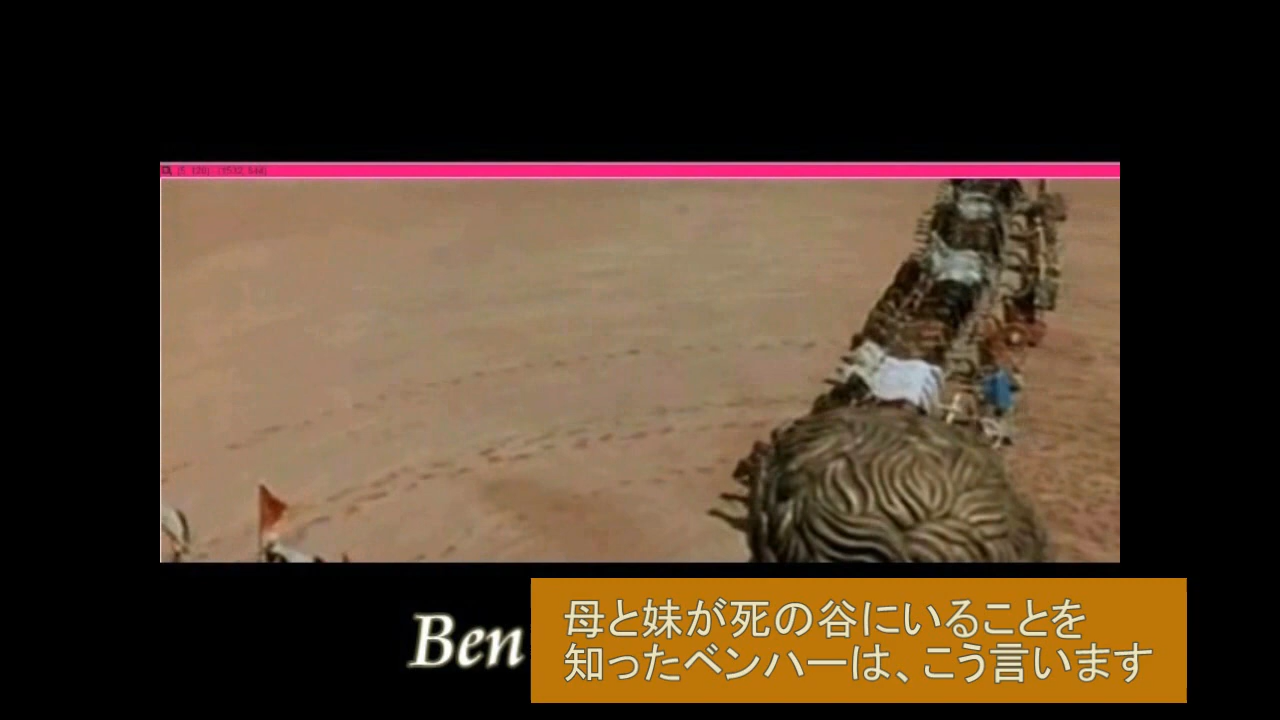 Ben
母と妹が死の谷にいることを
知ったベンハーは、こう言います